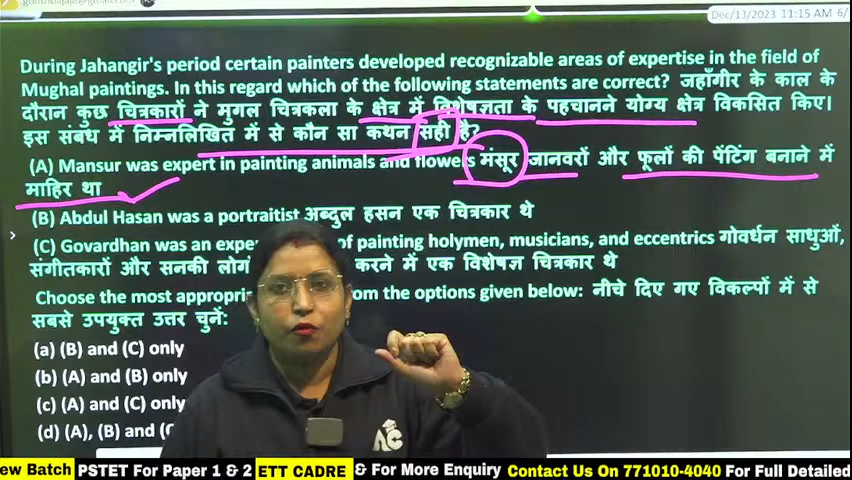 Dec/13/2023 11:15 AM 6/
During Jahangir's period certain painters developed recognizable areas of expertise in the field of
Mughal paintings. In this regard which of the following statements are correct? जहाँगीर के काल के
दौरान कुछ चित्रकारों ने मुगल चित्रकला के क्षेत्र में विशेषज्ञता के पहचानने योग्य क्षेत्र विकसित किए।
इस संबंध में निम्नलिखित में से कौन सा कथन सही है?
(A) Mansur was expert in painting animals and flowers मंसूर जानवरों और फूलों की पेंटिंग बनाने में
माहिर था
(B) Abdul Hasan was a portraitist अब्दुल हसन एक चित्रकार थे
(C) Govardhan was an expe of painting holymen, musicians, and eccentrics गोवर्धन साधुओं,
संगीतकारों और सनकी लोगं करने में एक विशेषज्ञ चित्रकार थे
Choose the most appropri om the options given below: नीचे दिए गए विकल्पों में से
सबसे उपयुक्त उत्तर चुनें:
(a) (B) and (C) only
(b) (A) and (B) only
(c) (A) and (C) only
(d) (A), (B) and (C
AC
ew Batch PSTET For Paper 1 & 2 ETT CADRE & For More Enquiry Contact Us On 771010-4040 For Full Detailed